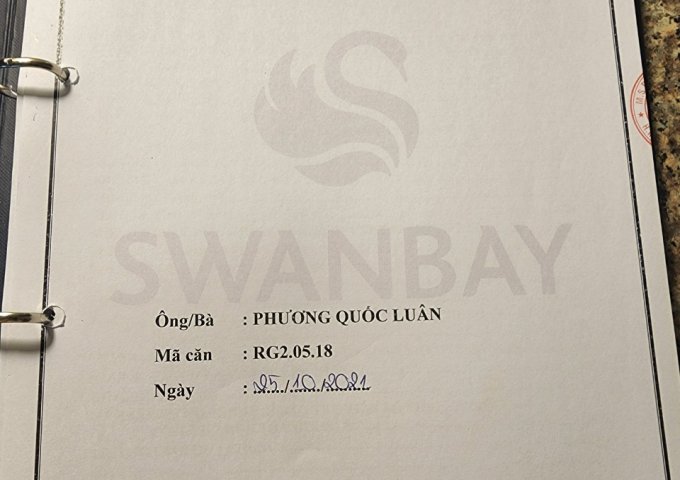 SWANBAY
Ông/Bà : PHƯƠNG QUỐC LUÂN
Mã căn : RG2.05.18
Ngày : 25/10/2021